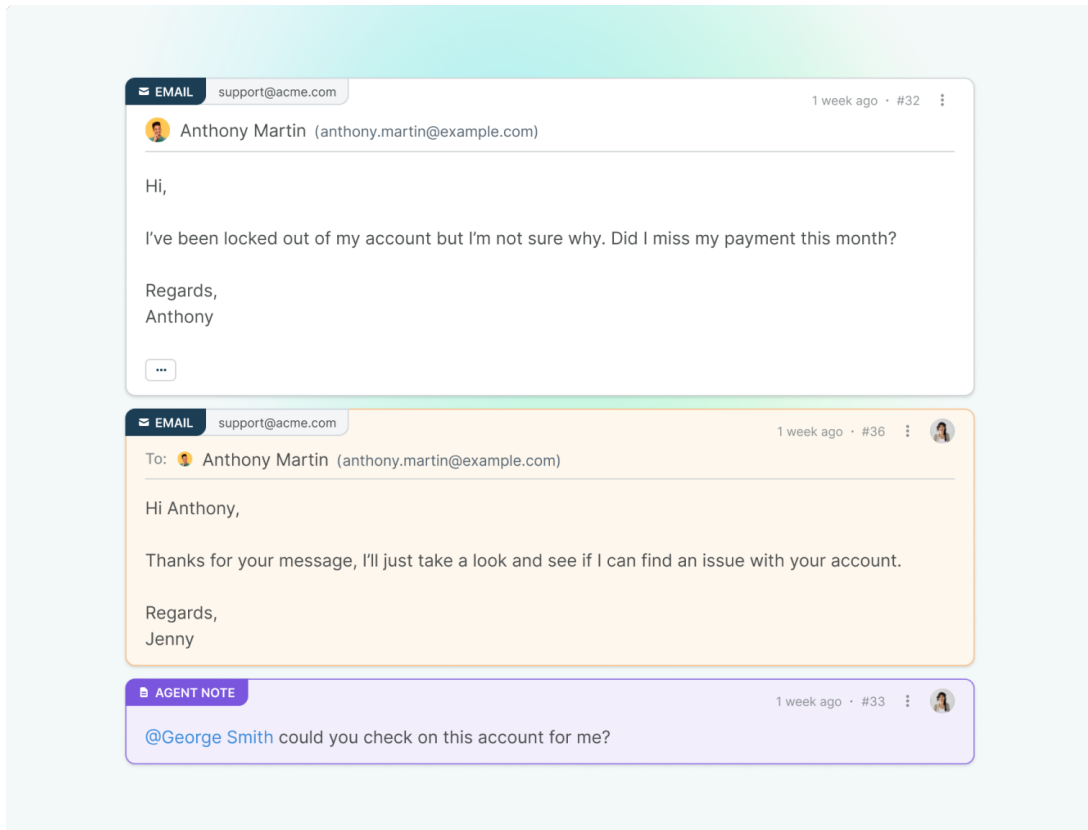 EMAIL support@acme.com
1 week ago · #32
Anthony Martin (anthony.martin@example.com)
Hi,
I’ve been locked out of my account but I’m not sure why. Did I miss my payment this month?
Regards,
Anthony
EMAIL support@acme.com
1 week ago · #36
To: Anthony Martin (anthony.martin@example.com)
Hi Anthony,
Thanks for your message, I’ll just take a look and see if I can find an issue with your account.
Regards,
Jenny
AGENT NOTE
1 week ago · #33
@George Smith could you check on this account for me?